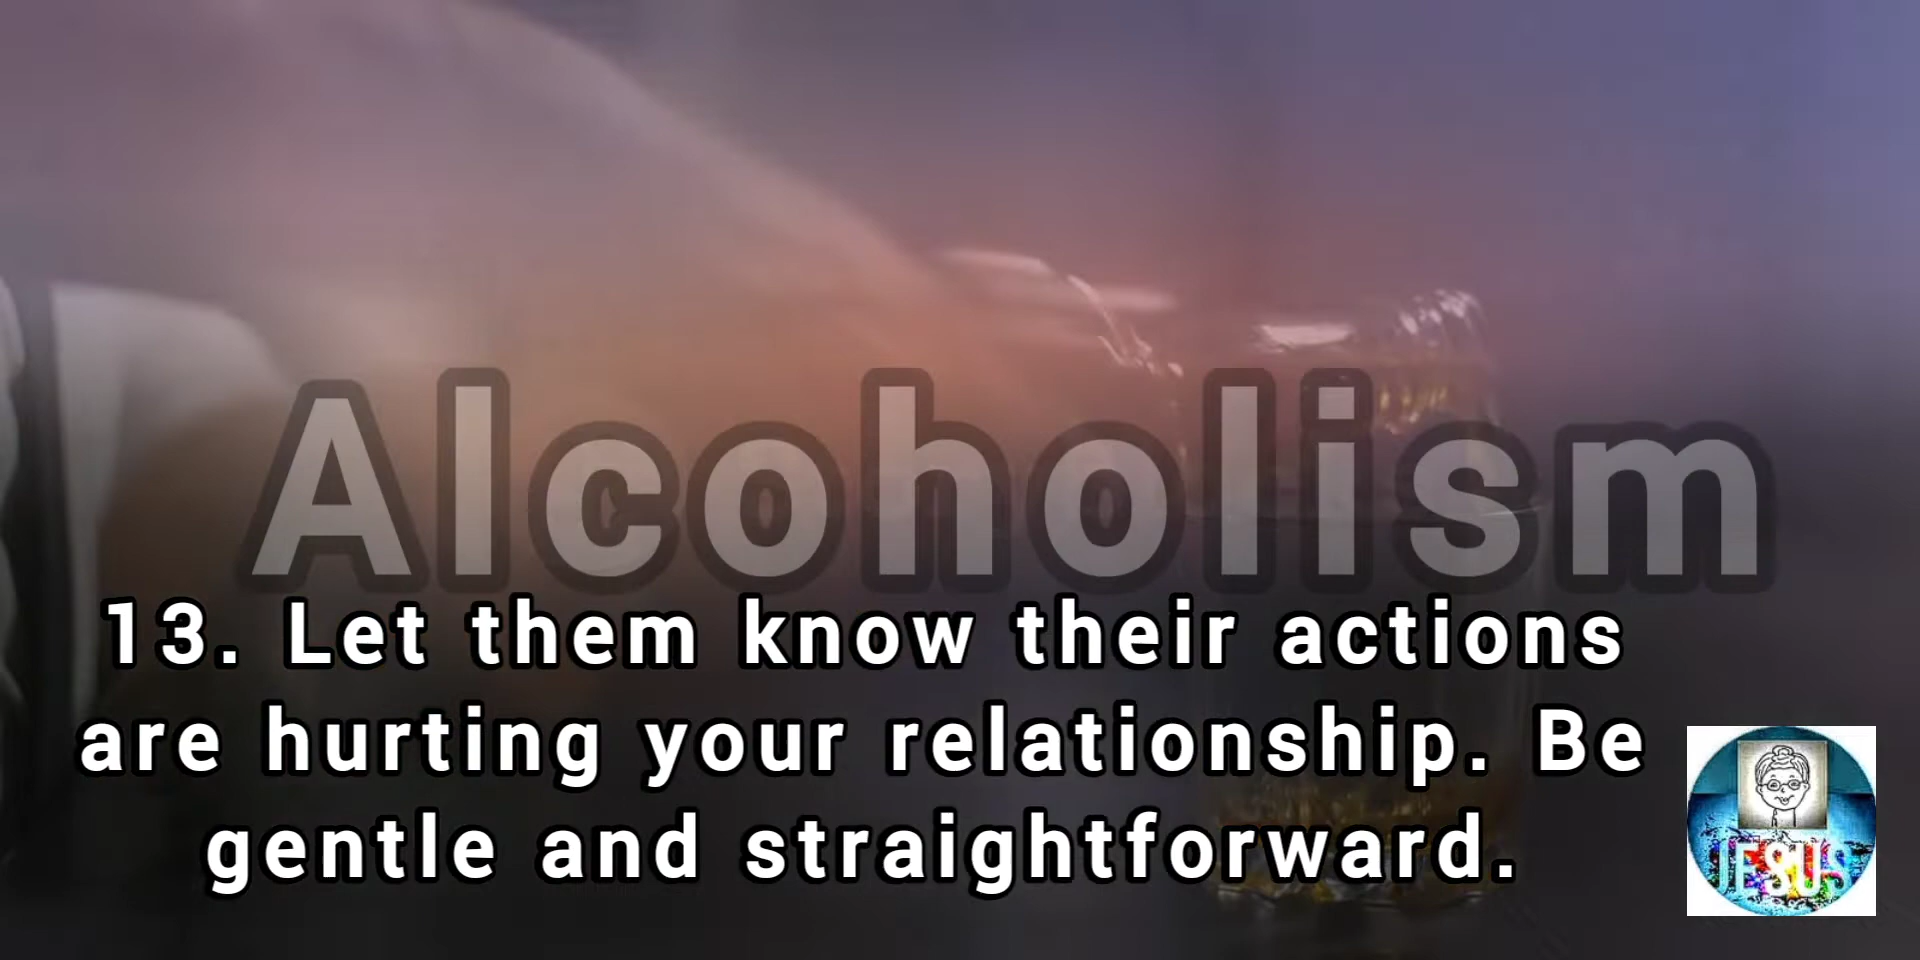 Alcoholism
13. Let them know their actions
are hurting your relationship. Be
gentle and straightforward.
JESUS